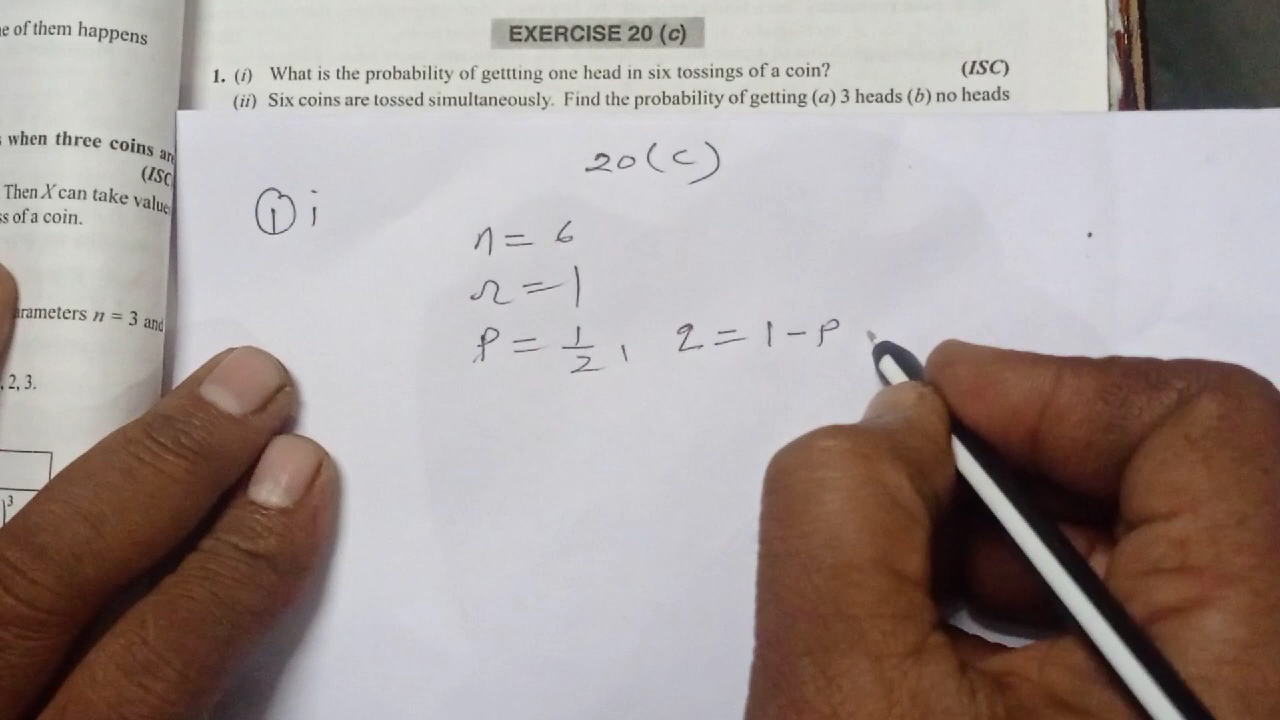 e of them happens
when three coins
(ISC
Then X can take value
s of a coin.
rameters n = 3 and
2, 3.
3
EXERCISE 20 (c)
1. (i) What is the probability of gettting one head in six tossings of a coin? (ISC)
(ii) Six coins are tossed simultaneously. Find the probability of getting (a) 3 heads (b) no heads
20(c)
① i
n = 6
r = 1
p = 1/2, q = 1 - p